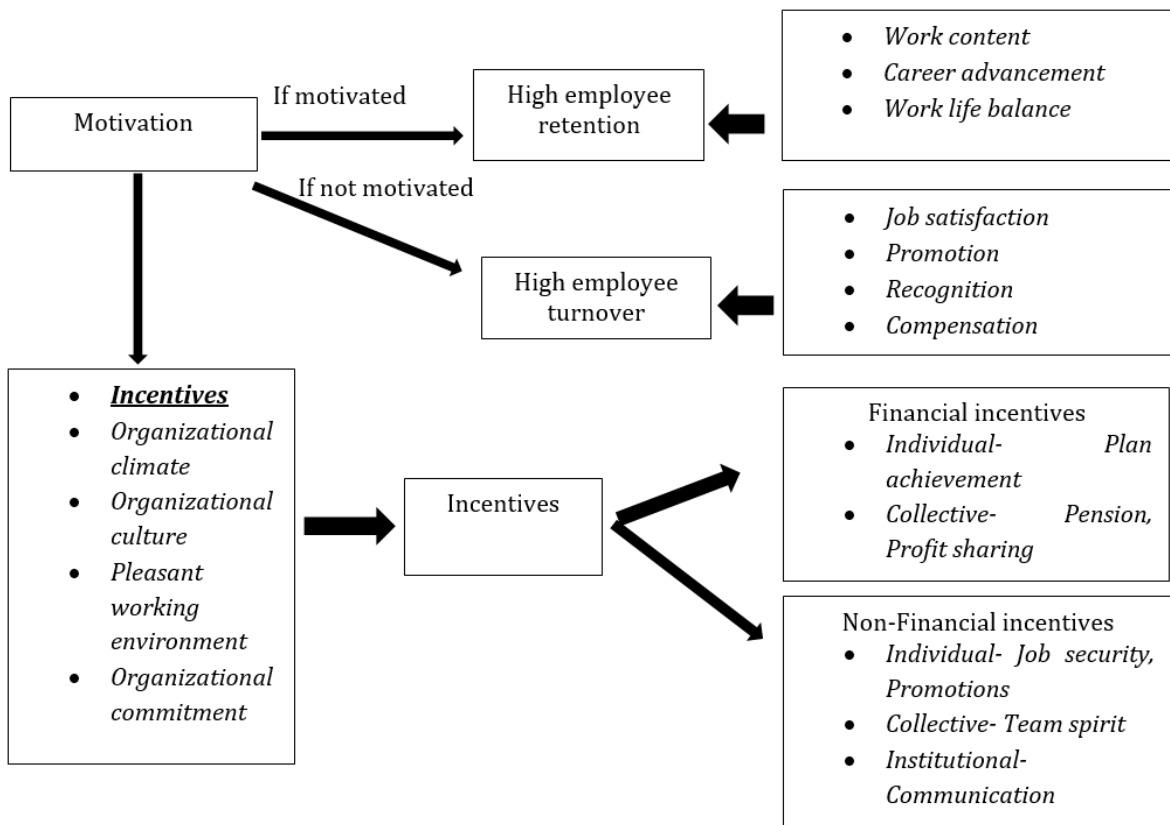 Motivation
If motivated
If not motivated
High employee
retention
• Work content
• Career advancement
• Work life balance
High employee
turnover
• Job satisfaction
• Promotion
• Recognition
• Compensation
• Incentives
• Organizational
climate
• Organizational
culture
• Pleasant
working
environment
• Organizational
commitment
Incentives
Financial incentives
• Individual- Plan
achievement
• Collective- Pension,
Profit sharing
Non-Financial incentives
• Individual- Job security,
Promotions
• Collective- Team spirit
• Institutional-
Communication